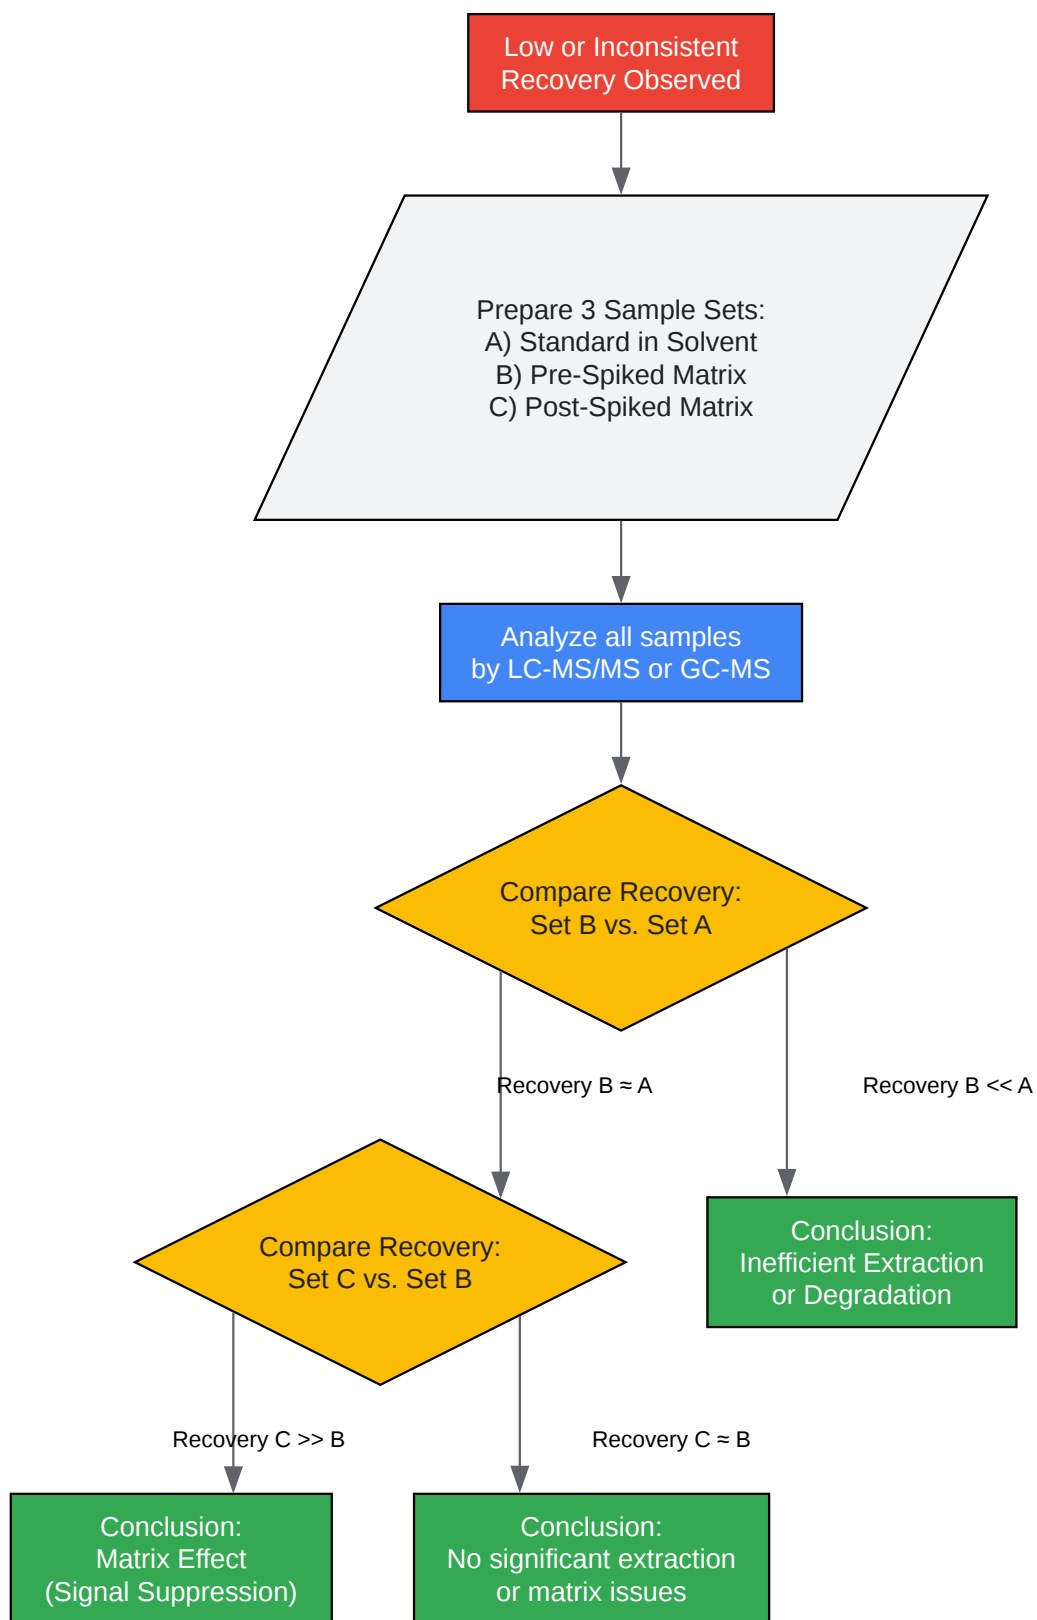 Low or Inconsistent
Recovery Observed
Prepare 3 Sample Sets:
A) Standard in Solvent
B) Pre-Spiked Matrix
C) Post-Spiked Matrix
Analyze all samples
by LC-MS/MS or GC-MS
Compare Recovery:
Set B vs. Set A
Recovery B ≈ A
Recovery B << A
Compare Recovery:
Set C vs. Set B
Conclusion:
Inefficient Extraction
or Degradation
Recovery C >> B
Recovery C ≈ B
Conclusion:
Matrix Effect
(Signal Suppression)
Conclusion:
No significant extraction
or matrix issues